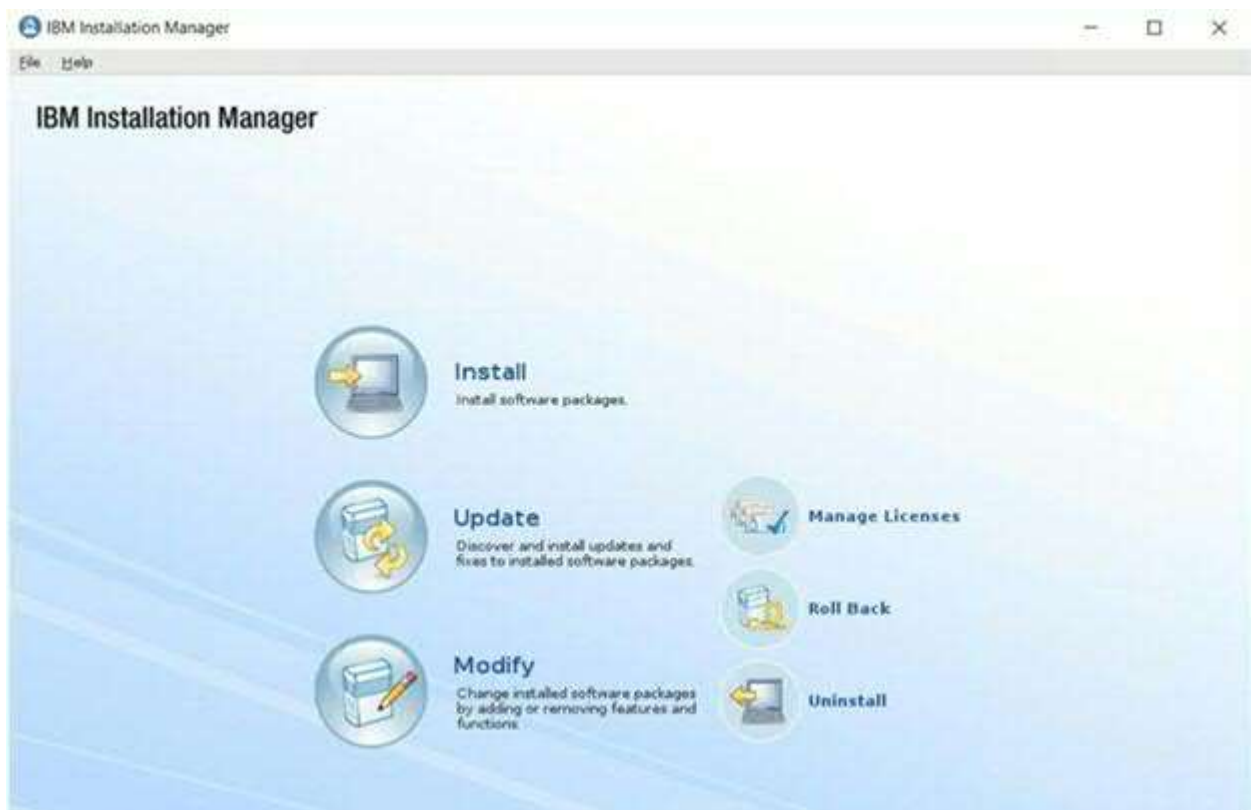 IBM Installation Manager
File Help
IBM Installation Manager
Install
Install software packages.
Update
Discover and install updates and
fixes to installed software packages.
Manage Licenses
Roll Back
Modify
Change installed software packages
by adding or removing features and
functions.
Uninstall